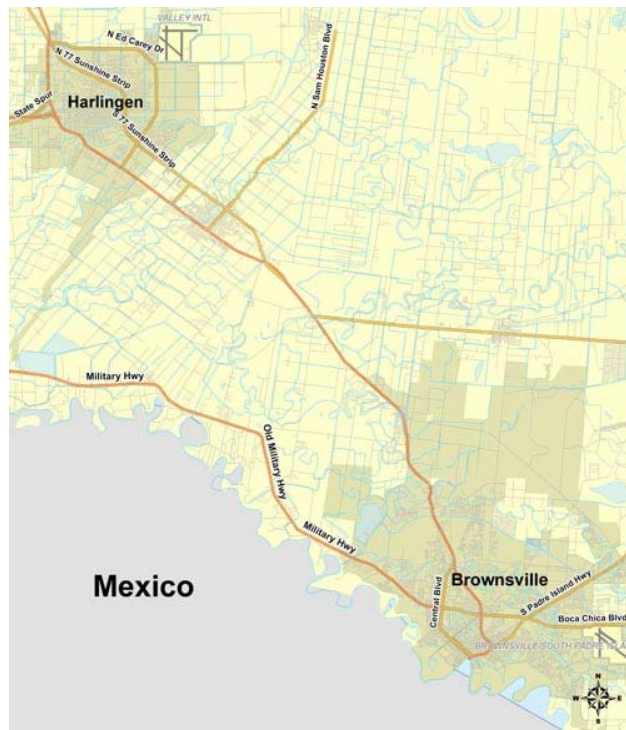 VALLEY INTL
N Ed Carey Dr
N 77 Sunshine Strip
Harlingen
State Spur
S 77 Sunshine Strip
N Sam Houston Blvd
Military Hwy
Old Military Hwy
Military Hwy
Mexico
Brownsville
Central Blvd
S Padre Island Hwy
Boca Chica Blvd
BROWNSVILLE/SOUTH PADRE ISLA
N
W E
S